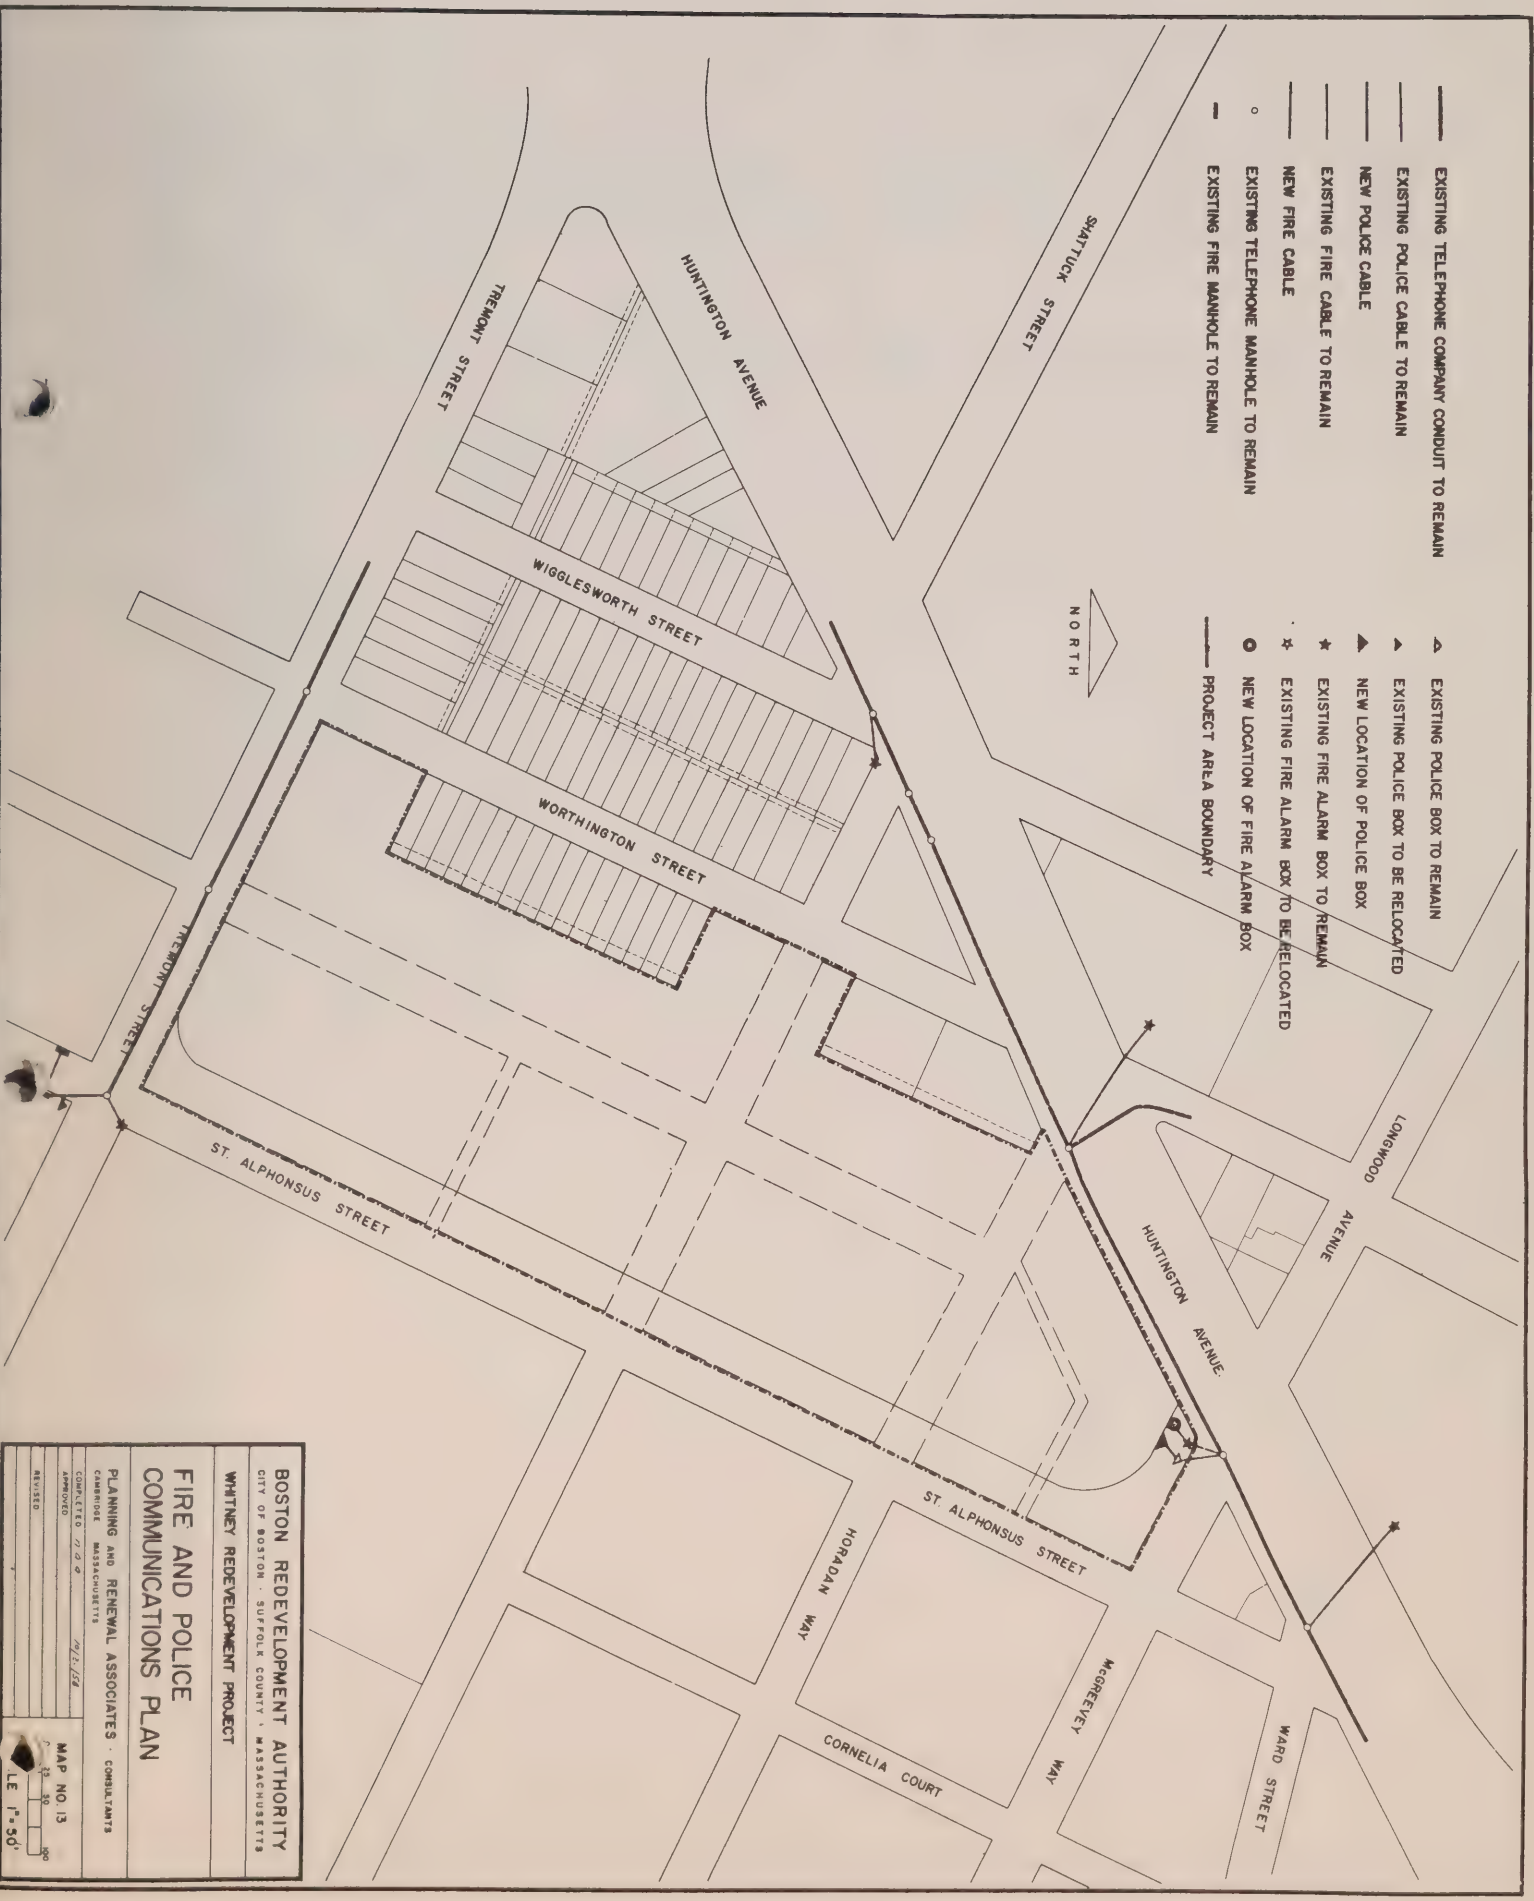 EXISTING TELEPHONE COMPANY CONDUIT TO REMAIN
EXISTING POLICE CABLE TO REMAIN
NEW POLICE CABLE
EXISTING FIRE CABLE TO REMAIN
NEW FIRE CABLE
EXISTING TELEPHONE MANHOLE TO REMAIN
EXISTING FIRE MANHOLE TO REMAIN
EXISTING POLICE BOX TO REMAIN
EXISTING POLICE BOX TO BE RELOCATED
NEW LOCATION OF POLICE BOX
EXISTING FIRE ALARM BOX TO REMAIN
EXISTING FIRE ALARM BOX TO BE RELOCATED
NEW LOCATION OF FIRE ALARM BOX
PROJECT AREA BOUNDARY
NORTH
SHATTUCK STREET
HUNTINGTON AVENUE
TREMONT STREET
WIGGLESWORTH STREET
WORTHINGTON STREET
TREMONT STREET
ST. ALPHONSUS STREET
LONGWOOD AVENUE
HUNTINGTON AVENUE
ST. ALPHONSUS STREET
HORADAN WAY
McGREEVEY WAY
CORNELIA COURT
WARD STREET
BOSTON REDEVELOPMENT AUTHORITY
CITY OF BOSTON · SUFFOLK COUNTY · MASSACHUSETTS
WHITNEY REDEVELOPMENT PROJECT
FIRE AND POLICE
COMMUNICATIONS PLAN
PLANNING AND RENEWAL ASSOCIATES · CONSULTANTS
CAMBRIDGE MASSACHUSETTS
COMPLETED
APPROVED
REVISED
MAP NO. 13
25 50 100
LE 1"=50'